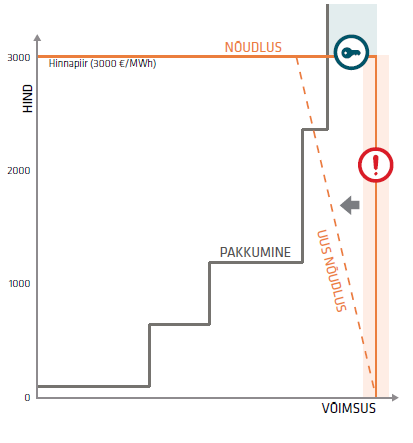 NÕUDLUS
3000
Hinnapiir (3000 €/MWh)
HIND
2000
UUS NÕUDLUS
PAKKUMINE
1000
0
VÕIMSUS